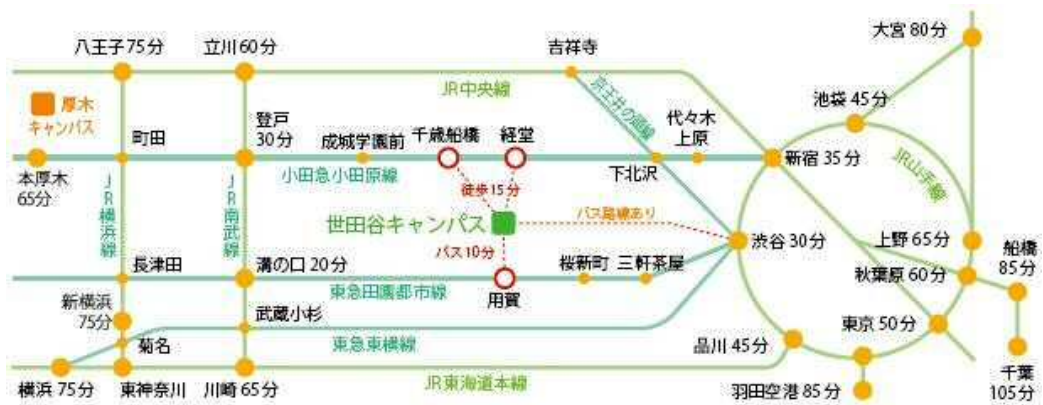 大宮 80分
八王子 75分
立川 60分
吉祥寺
JR中央線
京王井の頭線
池袋 45分
厚木
キャンパス
町田
登戸
30分
成城学園前
千歳船橋
経堂
代々木
上原
新宿 35分
JR山手線
本厚木
65分
JR横浜線
JR南武線
小田急小田原線
徒歩15分
下北沢
世田谷キャンパス
バス路線あり
渋谷 30分
上野 65分
船橋
85分
バス10分
長津田
溝の口 20分
東急田園都市線
用賀
桜新町
三軒茶屋
秋葉原 60分
新横浜
75分
武蔵小杉
東急東横線
東京 50分
菊名
品川 45分
横浜 75分
東神奈川
川崎 65分
JR東海道本線
羽田空港 85分
千葉
105分